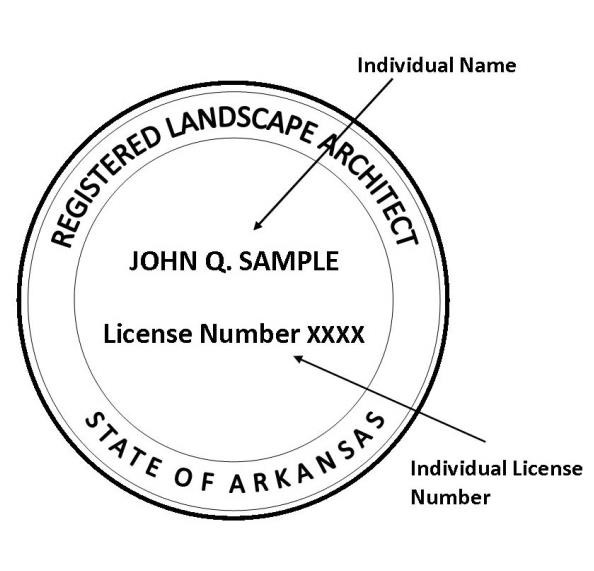 Individual Name
REGISTERED LANDSCAPE ARCHITECT
JOHN Q. SAMPLE
License Number XXXX
STATE OF ARKANSAS
Individual License
Number